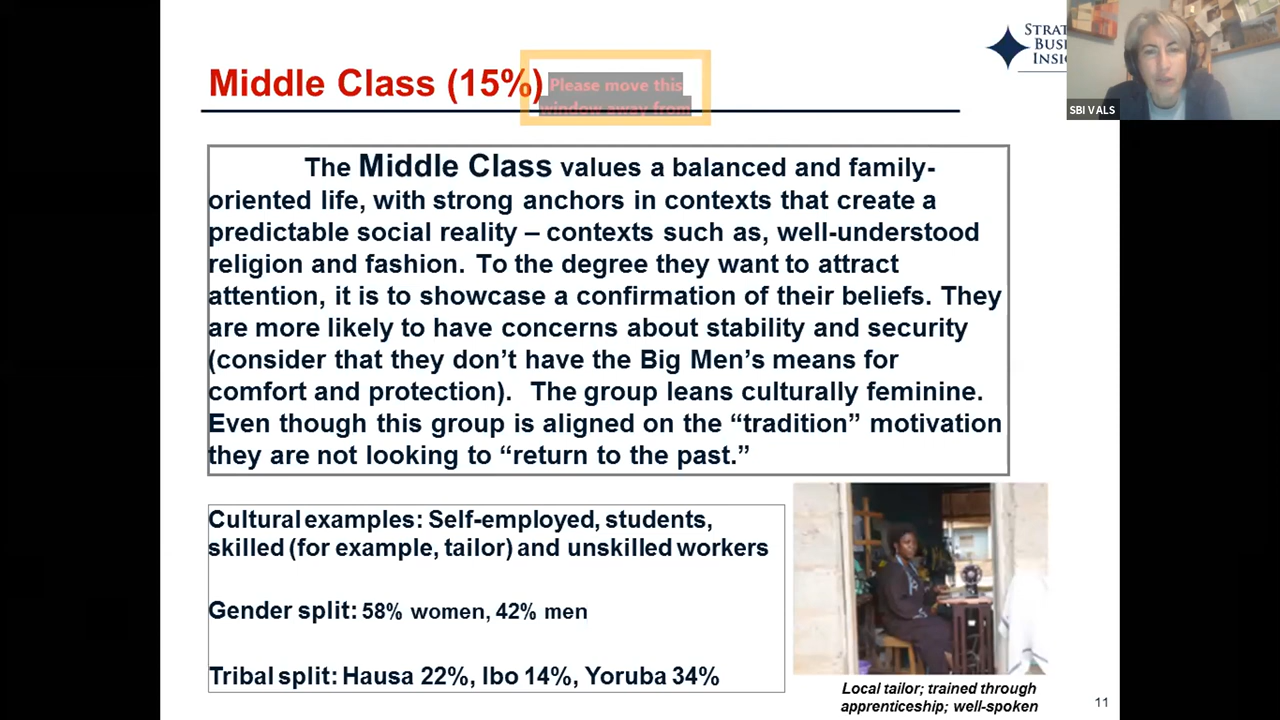 STRAT
BUSI
INSIG
SBI VALS
Middle Class (15%)
Please move this
window away from
The Middle Class values a balanced and family-
oriented life, with strong anchors in contexts that create a
predictable social reality – contexts such as, well-understood
religion and fashion. To the degree they want to attract
attention, it is to showcase a confirmation of their beliefs. They
are more likely to have concerns about stability and security
(consider that they don’t have the Big Men’s means for
comfort and protection). The group leans culturally feminine.
Even though this group is aligned on the “tradition” motivation
they are not looking to “return to the past.”
Cultural examples: Self-employed, students,
skilled (for example, tailor) and unskilled workers
Gender split: 58% women, 42% men
Tribal split: Hausa 22%, Ibo 14%, Yoruba 34%
Local tailor; trained through
apprenticeship; well-spoken
11